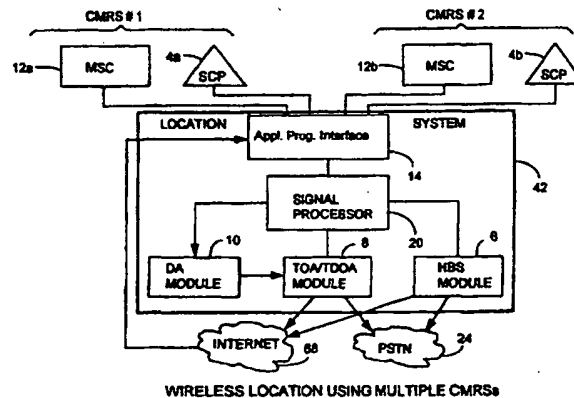 CMRS # 1
CMRS # 2
12a
MSC
4a
SCP
12b
MSC
4b
SCP
LOCATION
Appl. Prog. Interface
SYSTEM
14
42
SIGNAL
PROCESSOR
20
10
8
6
DA
MODULE
TOA/TDOA
MODULE
HBS
MODULE
INTERNET
68
PSTN
24
WIRELESS LOCATION USING MULTIPLE CMRSs